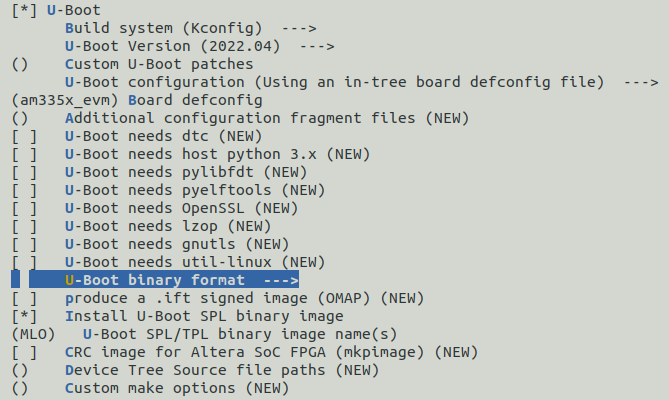 [*] U-Boot
Build system (Kconfig)  --->
U-Boot Version (2022.04)  --->
()    Custom U-Boot patches
U-Boot configuration (Using an in-tree board defconfig file)  --->
(am335x_evm) Board defconfig
()    Additional configuration fragment files (NEW)
[ ]   U-Boot needs dtc (NEW)
[ ]   U-Boot needs host python 3.x (NEW)
[ ]   U-Boot needs pylibfdt (NEW)
[ ]   U-Boot needs pyelftools (NEW)
[ ]   U-Boot needs OpenSSL (NEW)
[ ]   U-Boot needs lzop (NEW)
[ ]   U-Boot needs gnutls (NEW)
[ ]   U-Boot needs util-linux (NEW)
U-Boot binary format  --->
[ ]   produce a .ift signed image (OMAP) (NEW)
[*]   Install U-Boot SPL binary image
(MLO)   U-Boot SPL/TPL binary image name(s)
[ ]   CRC image for Altera SoC FPGA (mkpimage) (NEW)
()    Device Tree Source file paths (NEW)
()    Custom make options (NEW)